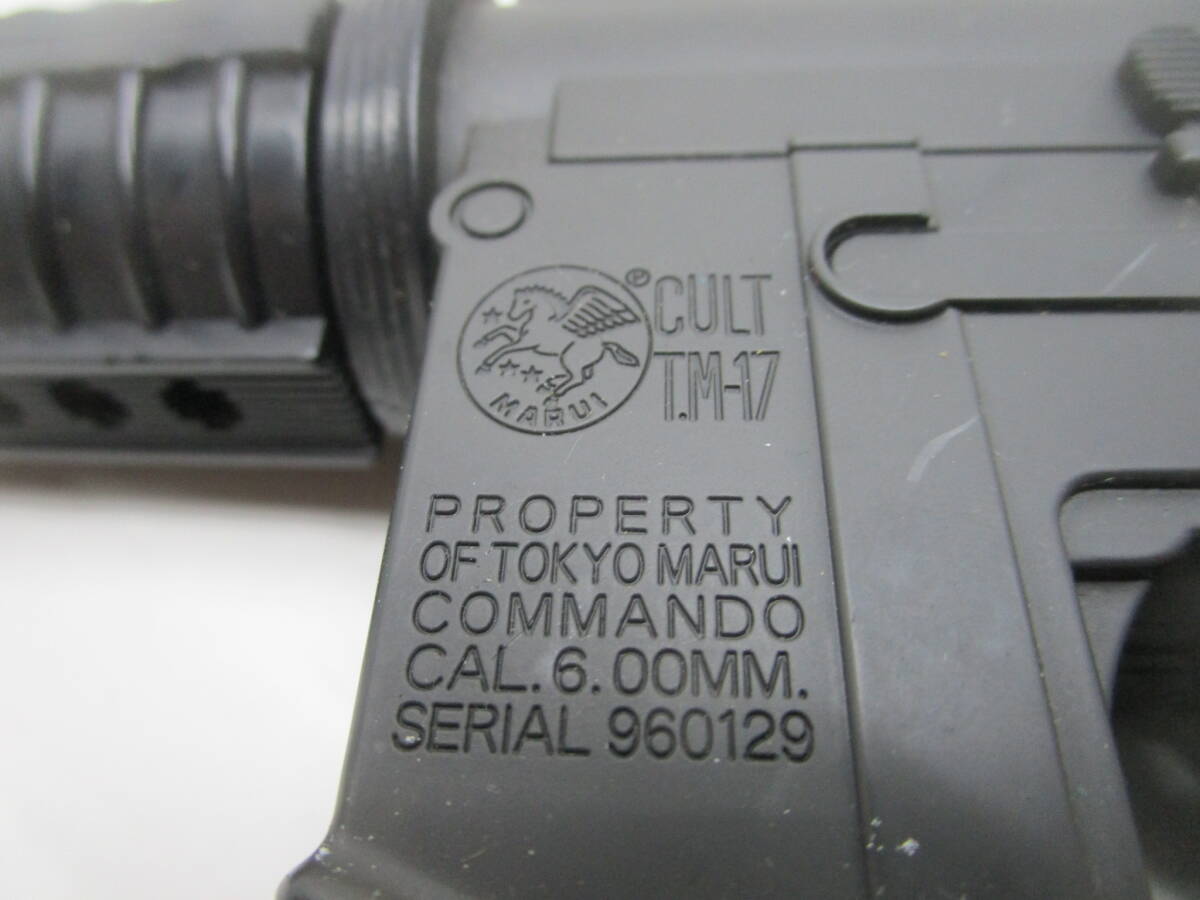 MARUI
Ⓟ CULT
T.M-17
PROPERTY
OF TOKYO MARUI
COMMANDO
CAL. 6.00MM.
SERIAL 960129